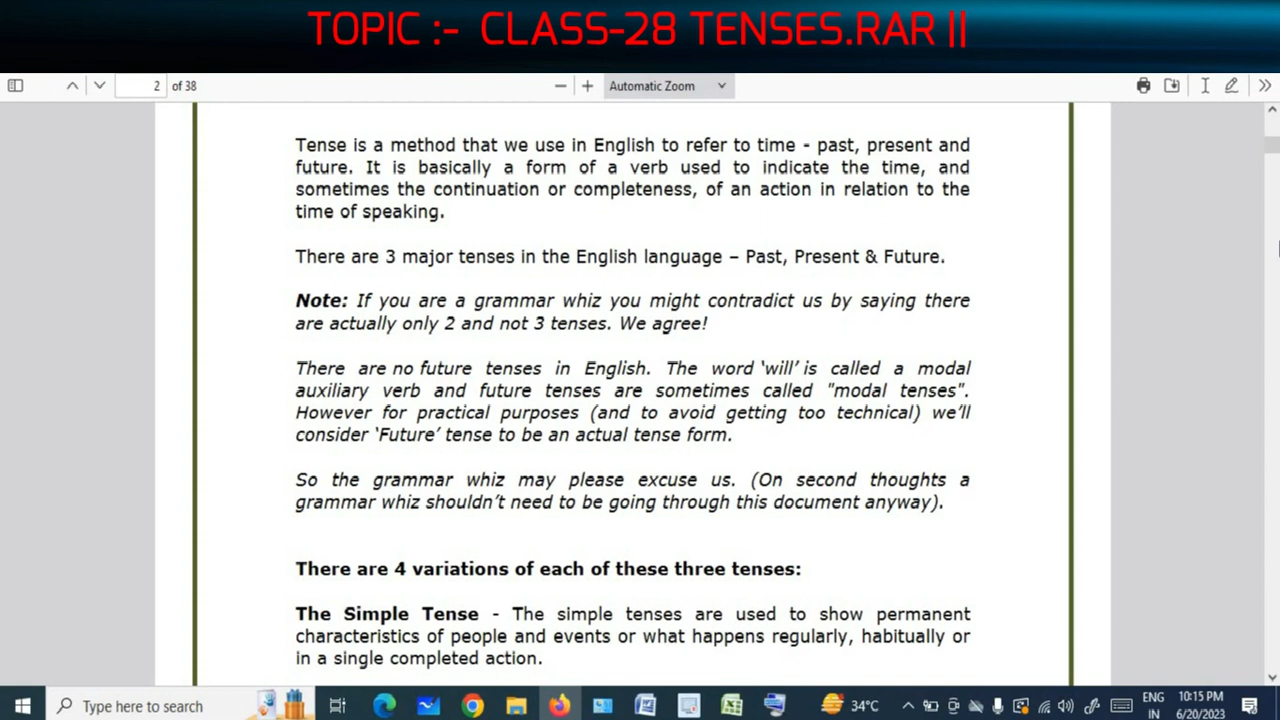 TOPIC :- CLASS-28 TENSES.RAR ||
2 of 38
Automatic Zoom
Tense is a method that we use in English to refer to time - past, present and
future. It is basically a form of a verb used to indicate the time, and
sometimes the continuation or completeness, of an action in relation to the
time of speaking.
There are 3 major tenses in the English language – Past, Present & Future.
Note: If you are a grammar whiz you might contradict us by saying there
are actually only 2 and not 3 tenses. We agree!
There are no future tenses in English. The word ‘will’ is called a modal
auxiliary verb and future tenses are sometimes called "modal tenses".
However for practical purposes (and to avoid getting too technical) we’ll
consider ‘Future’ tense to be an actual tense form.
So the grammar whiz may please excuse us. (On second thoughts a
grammar whiz shouldn’t need to be going through this document anyway).
There are 4 variations of each of these three tenses:
The Simple Tense - The simple tenses are used to show permanent
characteristics of people and events or what happens regularly, habitually or
in a single completed action.
Type here to search
34°C
ENG
IN
10:15 PM
6/20/2023